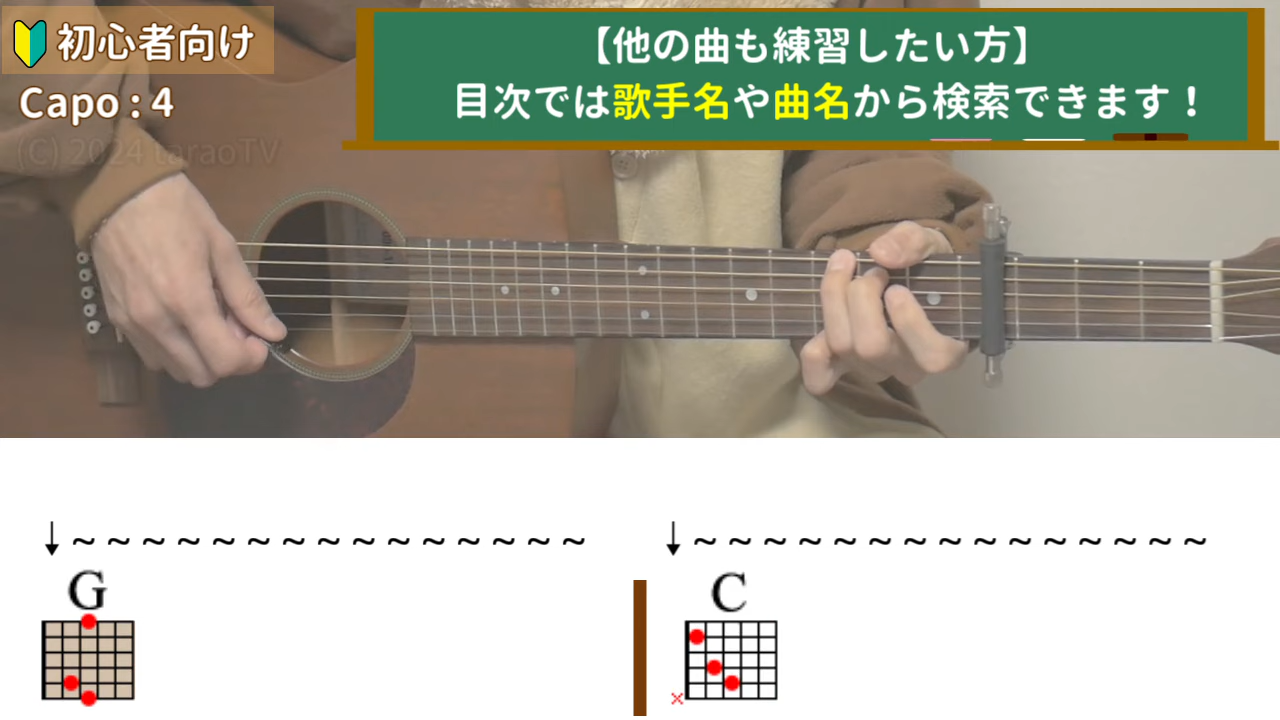 初心者向け
Capo : 4
(C) 2024 taraoTV
【他の曲も練習したい方】
目次では歌手名や曲名から検索できます！
↓ ~ ~ ~ ~ ~ ~ ~ ~ ~ ~ ~ ~ ~ ~ ~ ↓ ~ ~ ~ ~ ~ ~ ~ ~ ~ ~ ~ ~ ~ ~ ~
G
C
×